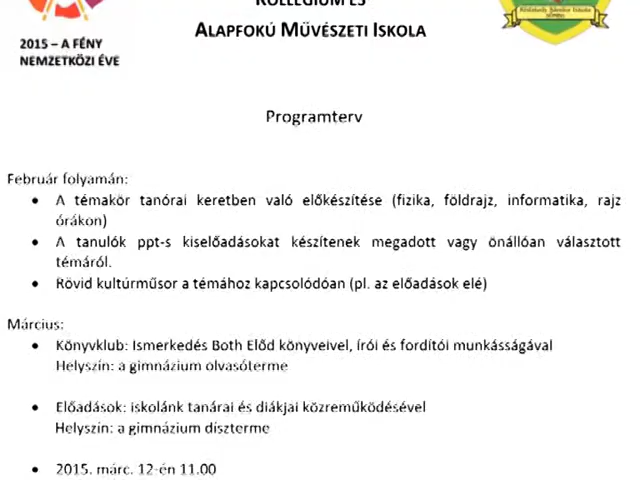 KOLLÉGIUM ÉS
ALAPFOKÚ MŰVÉSZETI ISKOLA
2015 – A FÉNY
NEMZETKÖZI ÉVE
Programterv
Február folyamán:
• A témakör tanórai keretben való előkészítése (fizika, földrajz, informatika, rajz
órákon)
• A tanulók ppt-s kiselőadásokat készítenek megadott vagy önállóan választott
témáról.
• Rövid kultúrműsor a témához kapcsolódóan (pl. az előadások elé)
Március:
• Könyvklub: Ismerkedés Both Előd könyveivel, írói és fordítói munkásságával
Helyszín: a gimnázium olvasóterme
• Előadások: iskolánk tanárai és diákjai közreműködésével
Helyszín: a gimnázium díszterme
• 2015. márc. 12-én 11.00